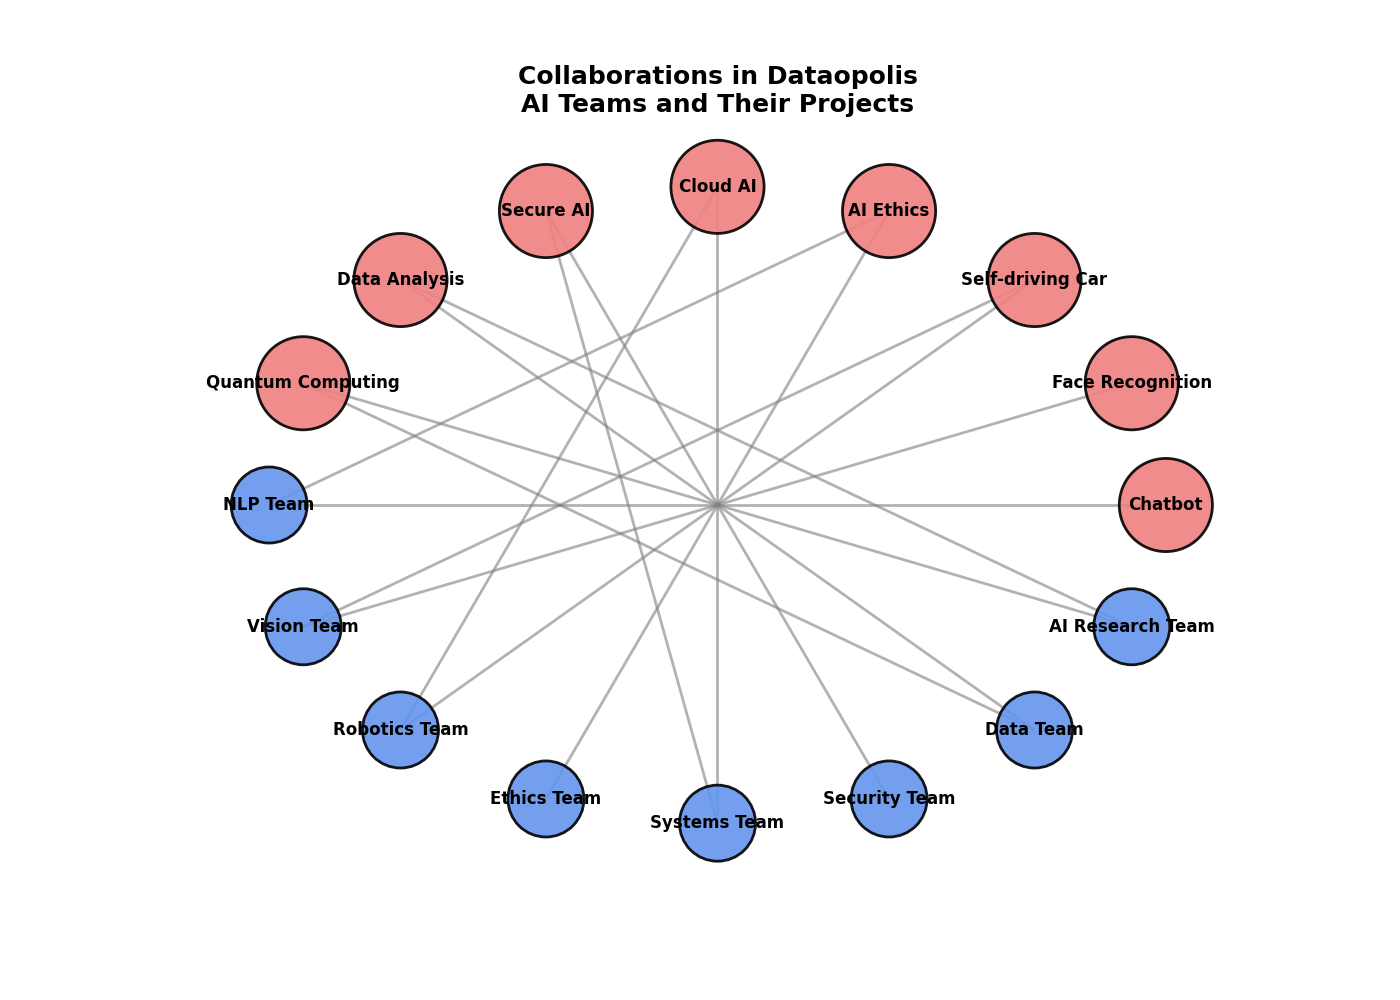 Collaborations in Dataopolis
AI Teams and Their Projects
Cloud AI
Secure AI
AI Ethics
Data Analysis
Self-driving Car
Quantum Computing
Face Recognition
NLP Team
Chatbot
Vision Team
AI Research Team
Robotics Team
Data Team
Ethics Team
Security Team
Systems Team